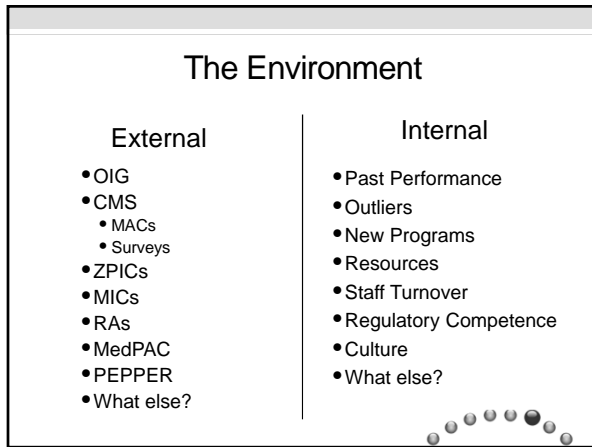 The Environment
External
• OIG
• CMS
• MACs
• Surveys
• ZPICs
• MICs
• RAs
• MedPAC
• PEPPER
• What else?
Internal
• Past Performance
• Outliers
• New Programs
• Resources
• Staff Turnover
• Regulatory Competence
• Culture
• What else?